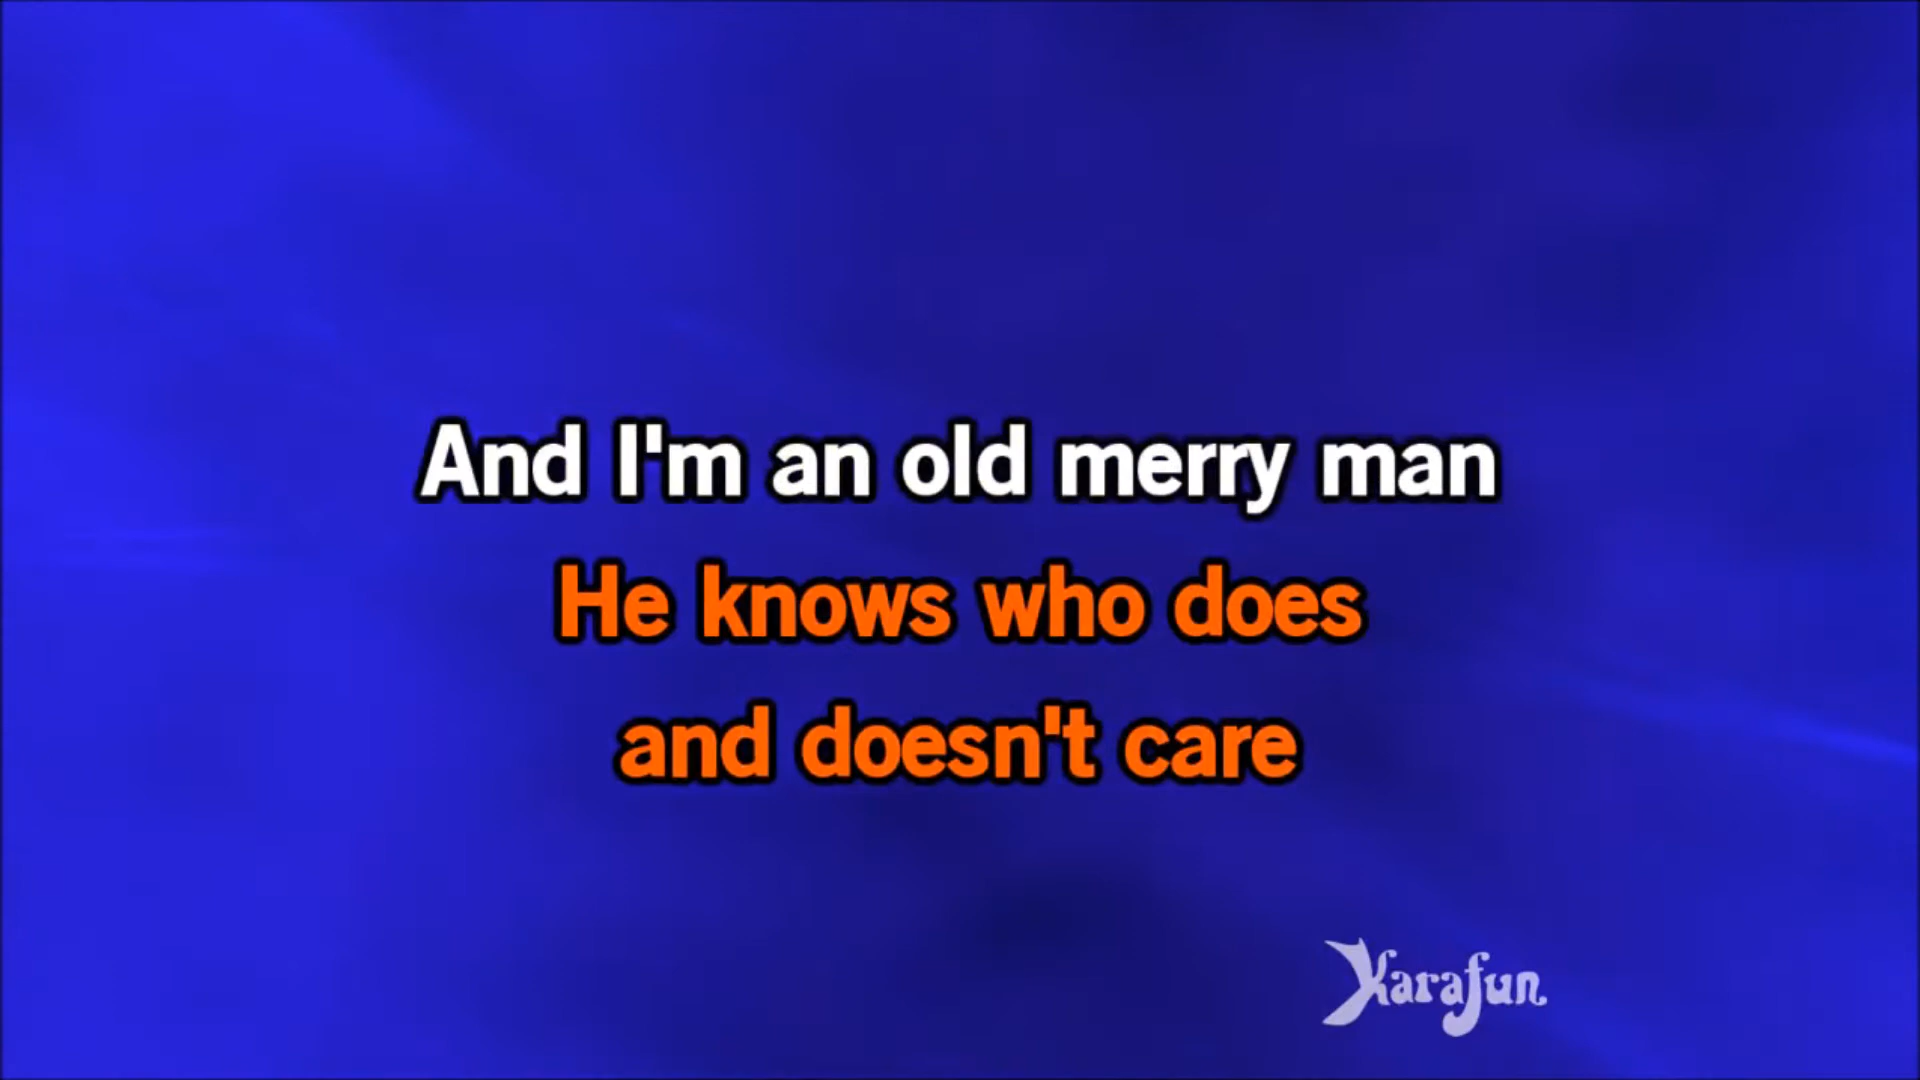 And I'm an old merry man
He knows who does
and doesn't care
Karafun